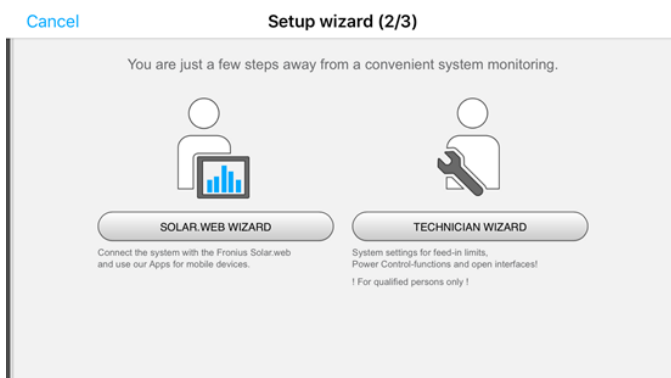 Cancel
Setup wizard (2/3)
You are just a few steps away from a convenient system monitoring.
SOLAR.WEB WIZARD
TECHNICIAN WIZARD
Connect the system with the Fronius Solar.web
and use our Apps for mobile devices.
System settings for feed-in limits,
Power Control-functions and open interfaces!
! For qualified persons only !